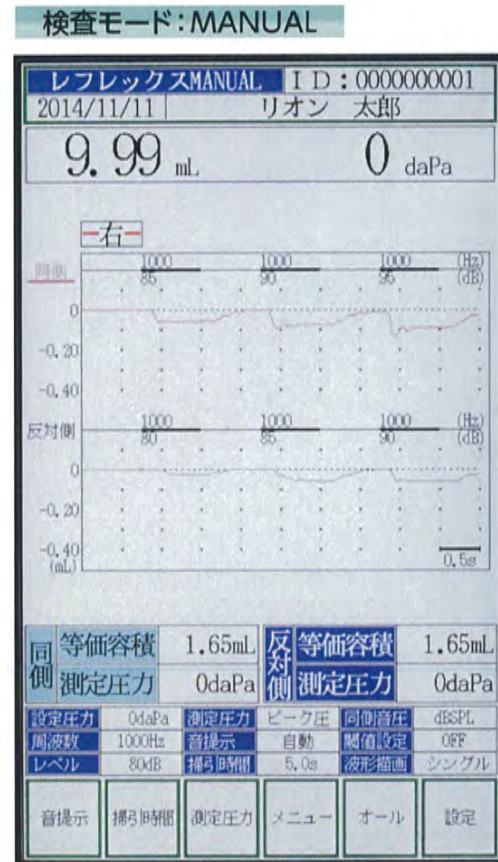 検査モード：MANUAL
レフレックスMANUAL ID：0000000001
2014/11/11 リオン 太郎
9.99 mL 0 daPa
右
同側 1000 1000 1000 (Hz)
85 90 95 (dB)
0
-0.20
-0.40
反対側 1000 1000 1000 (Hz)
80 85 90 (dB)
0
-0.20
-0.40
(mL) 0.5s
同側 等価容積 1.65mL 反対側 等価容積 1.65mL
測定圧力 0daPa 測定圧力 0daPa
設定圧力 0daPa 測定圧力 ピーク圧 同側音圧 dBSPL
周波数 1000Hz 音提示 自動 閾値設定 OFF
レベル 80dB 掃引時間 5.0s 波形描画 シングル
音提示 掃引時間 測定圧力 メニュー オール 設定